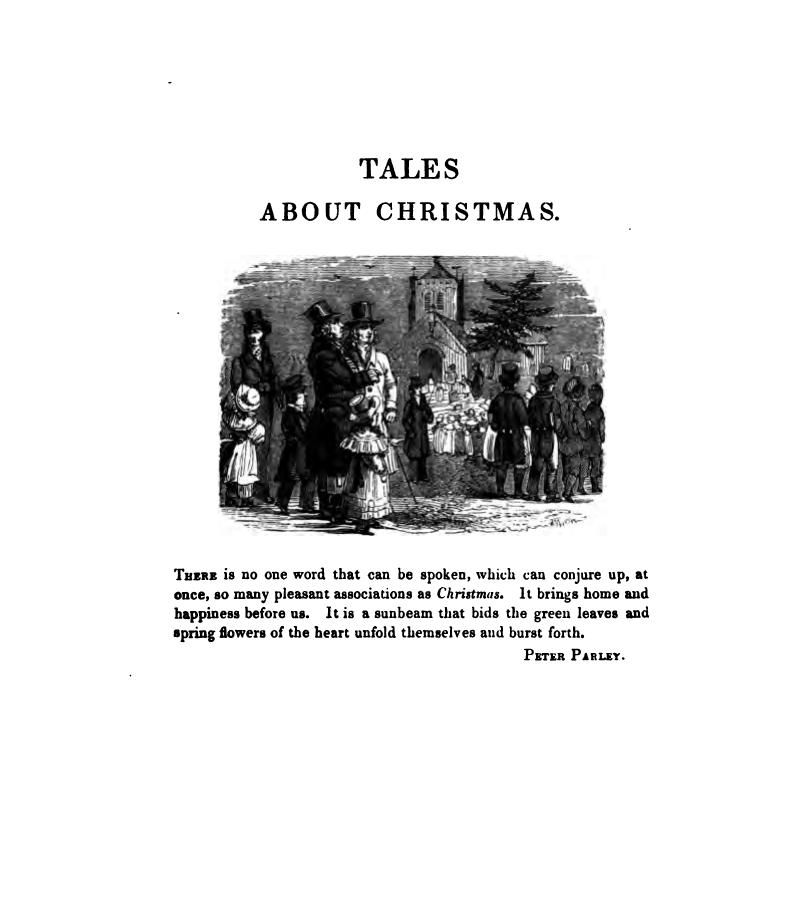 TALES
ABOUT CHRISTMAS.
THERE is no one word that can be spoken, which can conjure up, at
once, so many pleasant associations as Christmas. It brings home and
happiness before us. It is a sunbeam that bids the green leaves and
spring flowers of the heart unfold themselves and burst forth.
PETER PARLEY.